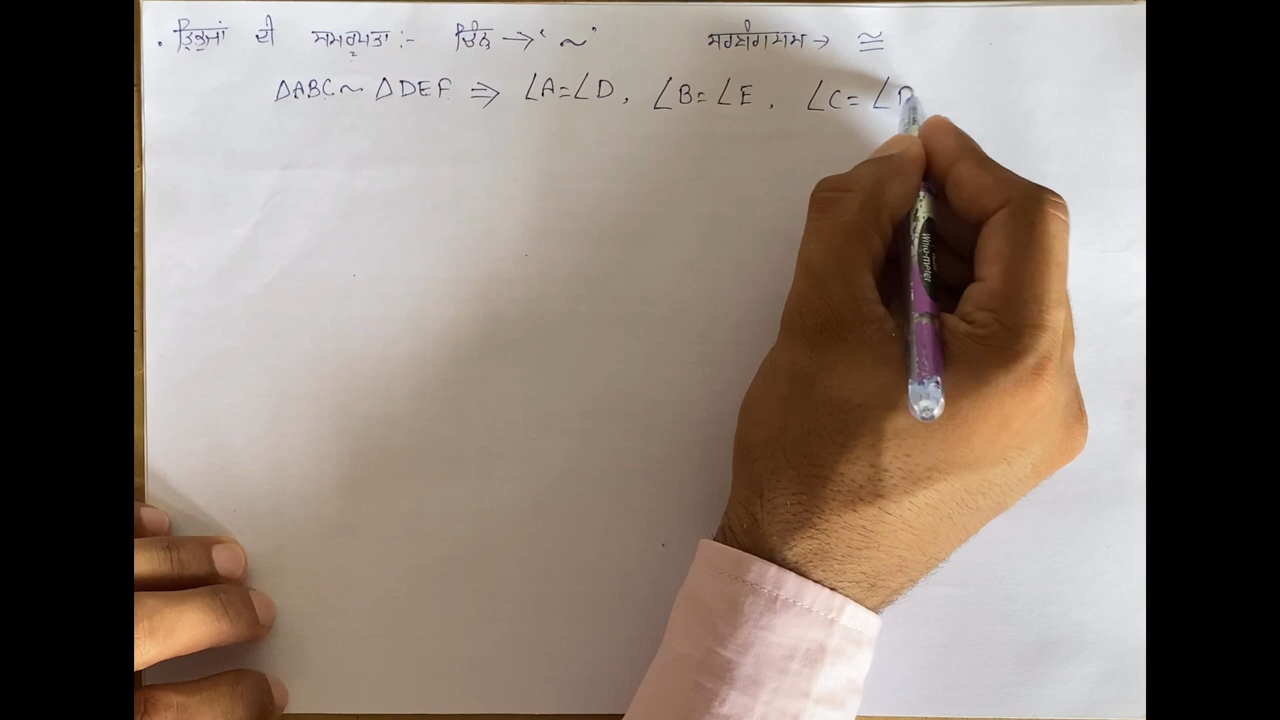 . ਤ੍ਰਿਭੁਜਾਂ ਦੀ ਸਮਰੂਪਤਾ :- ਚਿੰਨ → ' ~ ' ਸਰਬੰਗਸਮ → ≅
ΔABC ~ ΔDEF ⇒ ∠A=∠D, ∠B=∠E, ∠C=∠